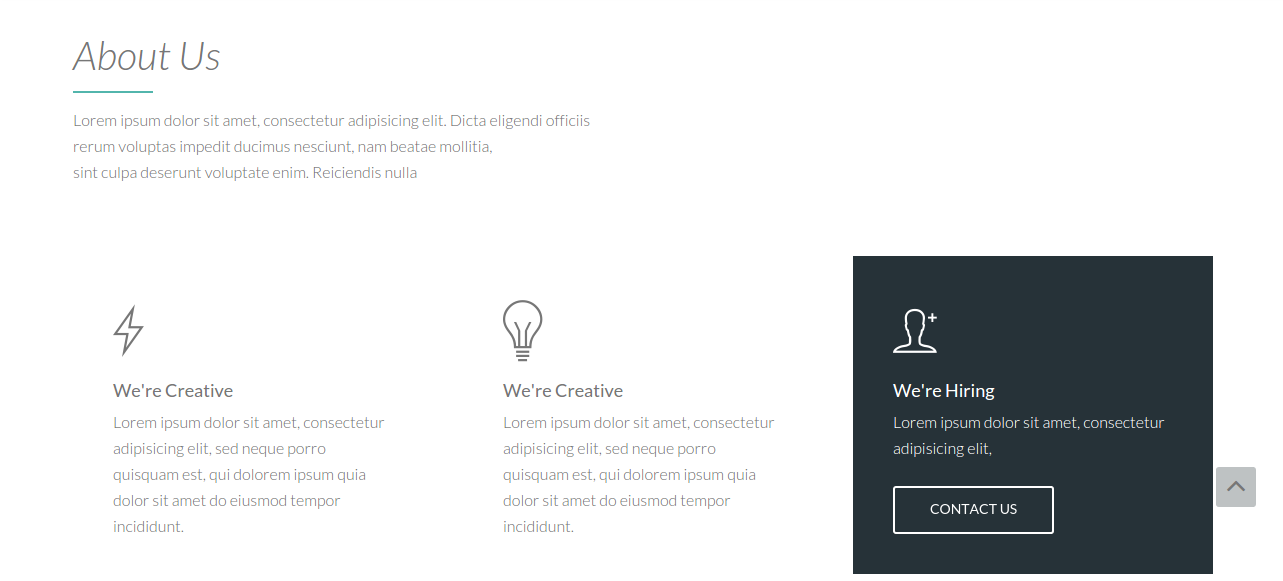 About Us
Lorem ipsum dolor sit amet, consectetur adipisicing elit. Dicta eligendi officiis
rerum voluptas impedit ducimus nesciunt, nam beatae mollitia,
sint culpa deserunt voluptate enim. Reiciendis nulla
We're Creative
Lorem ipsum dolor sit amet, consectetur
adipisicing elit, sed neque porro
quisquam est, qui dolorem ipsum quia
dolor sit amet do eiusmod tempor
incididunt.
We're Creative
Lorem ipsum dolor sit amet, consectetur
adipisicing elit, sed neque porro
quisquam est, qui dolorem ipsum quia
dolor sit amet do eiusmod tempor
incididunt.
We're Hiring
Lorem ipsum dolor sit amet, consectetur
adipisicing elit,
CONTACT US